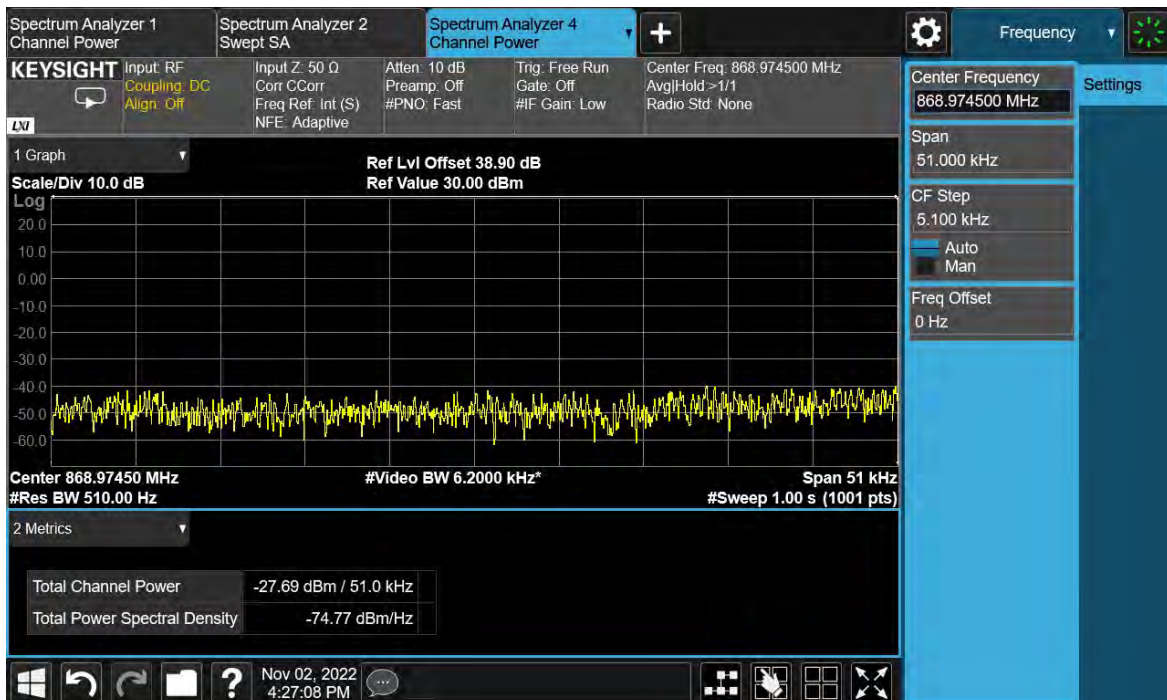 Spectrum Analyzer 1
Channel Power
Spectrum Analyzer 2
Swept SA
Spectrum Analyzer 4
Channel Power
Frequency
KEYSIGHT
LXI
Input: RF
Coupling: DC
Align: Off
Input Z: 50 Ω
Corr CCorr
Freq Ref: Int (S)
NFE: Adaptive
Atten: 10 dB
Preamp: Off
#PNO: Fast
Trig: Free Run
Gate: Off
#IF Gain: Low
Center Freq: 868.974500 MHz
Avg|Hold:>1/1
Radio Std: None
Center Frequency
868.974500 MHz
Settings
Span
51.000 kHz
CF Step
5.100 kHz
Auto
Man
Freq Offset
0 Hz
1 Graph
Scale/Div 10.0 dB
Ref Lvl Offset 38.90 dB
Ref Value 30.00 dBm
Log
20.0
10.0
0.00
-10.0
-20.0
-30.0
-40.0
-50.0
-60.0
Center 868.97450 MHz
#Res BW 510.00 Hz
#Video BW 6.2000 kHz*
Span 51 kHz
#Sweep 1.00 s (1001 pts)
2 Metrics
Total Channel Power -27.69 dBm / 51.0 kHz
Total Power Spectral Density -74.77 dBm/Hz
?
Nov 02, 2022
4:27:08 PM